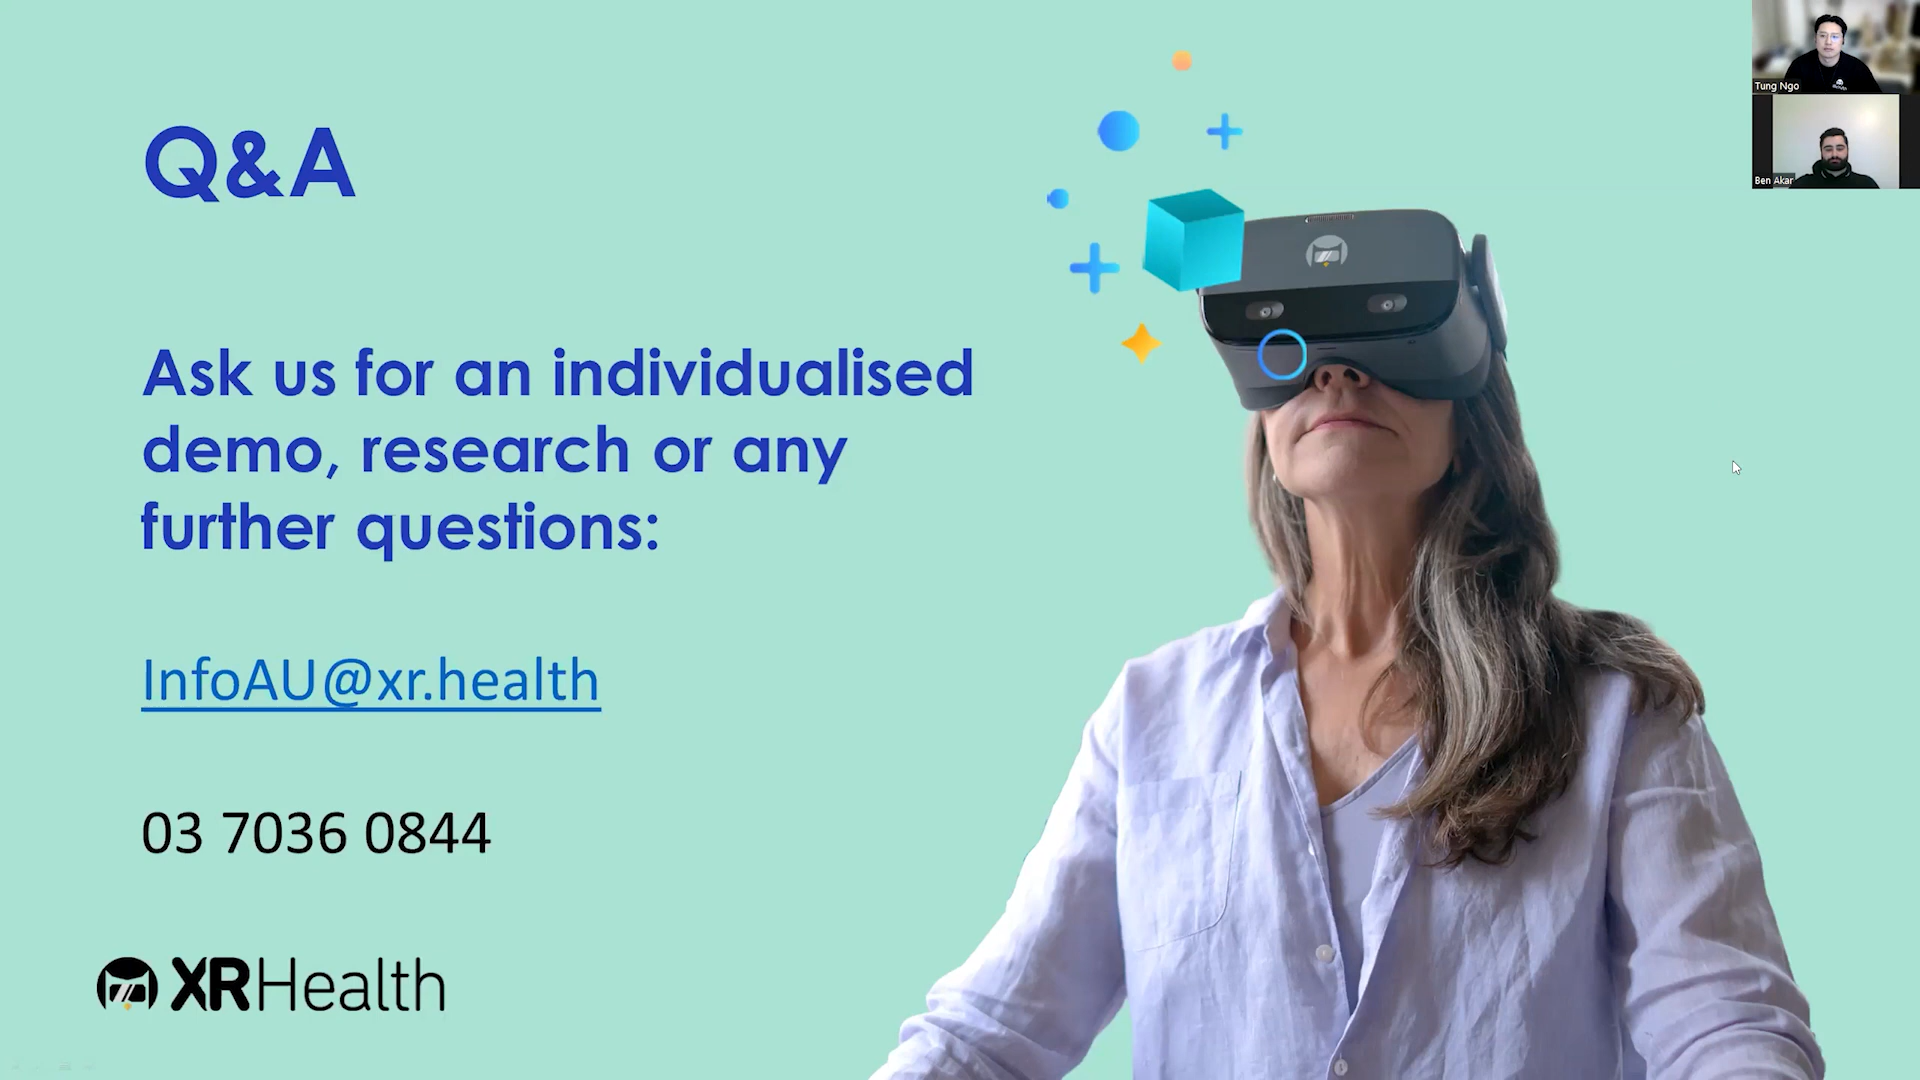 Q&A
Ask us for an individualised
demo, research or any
further questions:
InfoAU@xr.health
03 7036 0844
XRHealth
Tung Ngo
Ben Akar